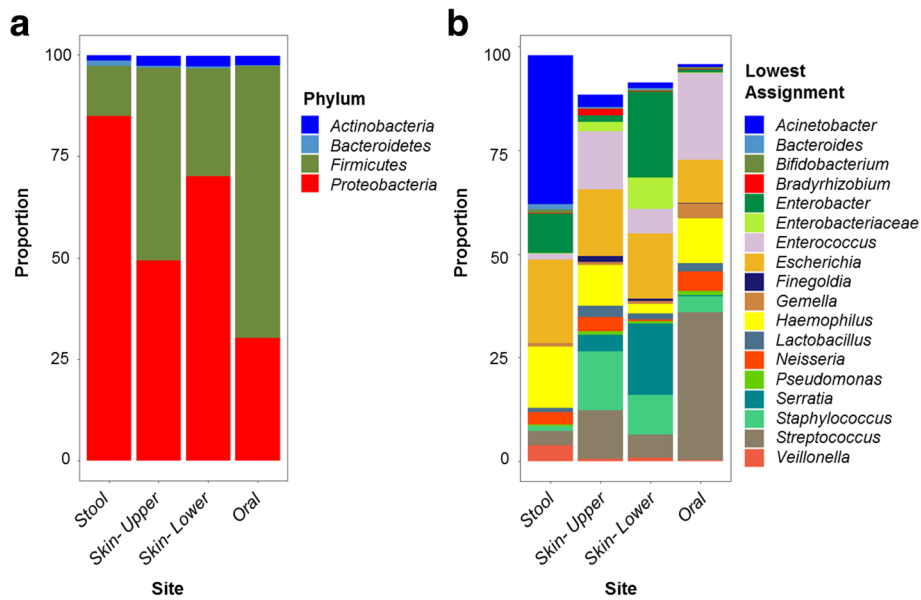 a
Proportion
100
75
50
25
0
Stool
Skin- Upper
Skin- Lower
Oral
Site
Phylum
Actinobacteria
Bacteroidetes
Firmicutes
Proteobacteria
b
Proportion
100
75
50
25
0
Stool
Skin- Upper
Skin- Lower
Oral
Site
Lowest
Assignment
Acinetobacter
Bacteroides
Bifidobacterium
Bradyrhizobium
Enterobacter
Enterobacteriaceae
Enterococcus
Escherichia
Finegoldia
Gemella
Haemophilus
Lactobacillus
Neisseria
Pseudomonas
Serratia
Staphylococcus
Streptococcus
Veillonella